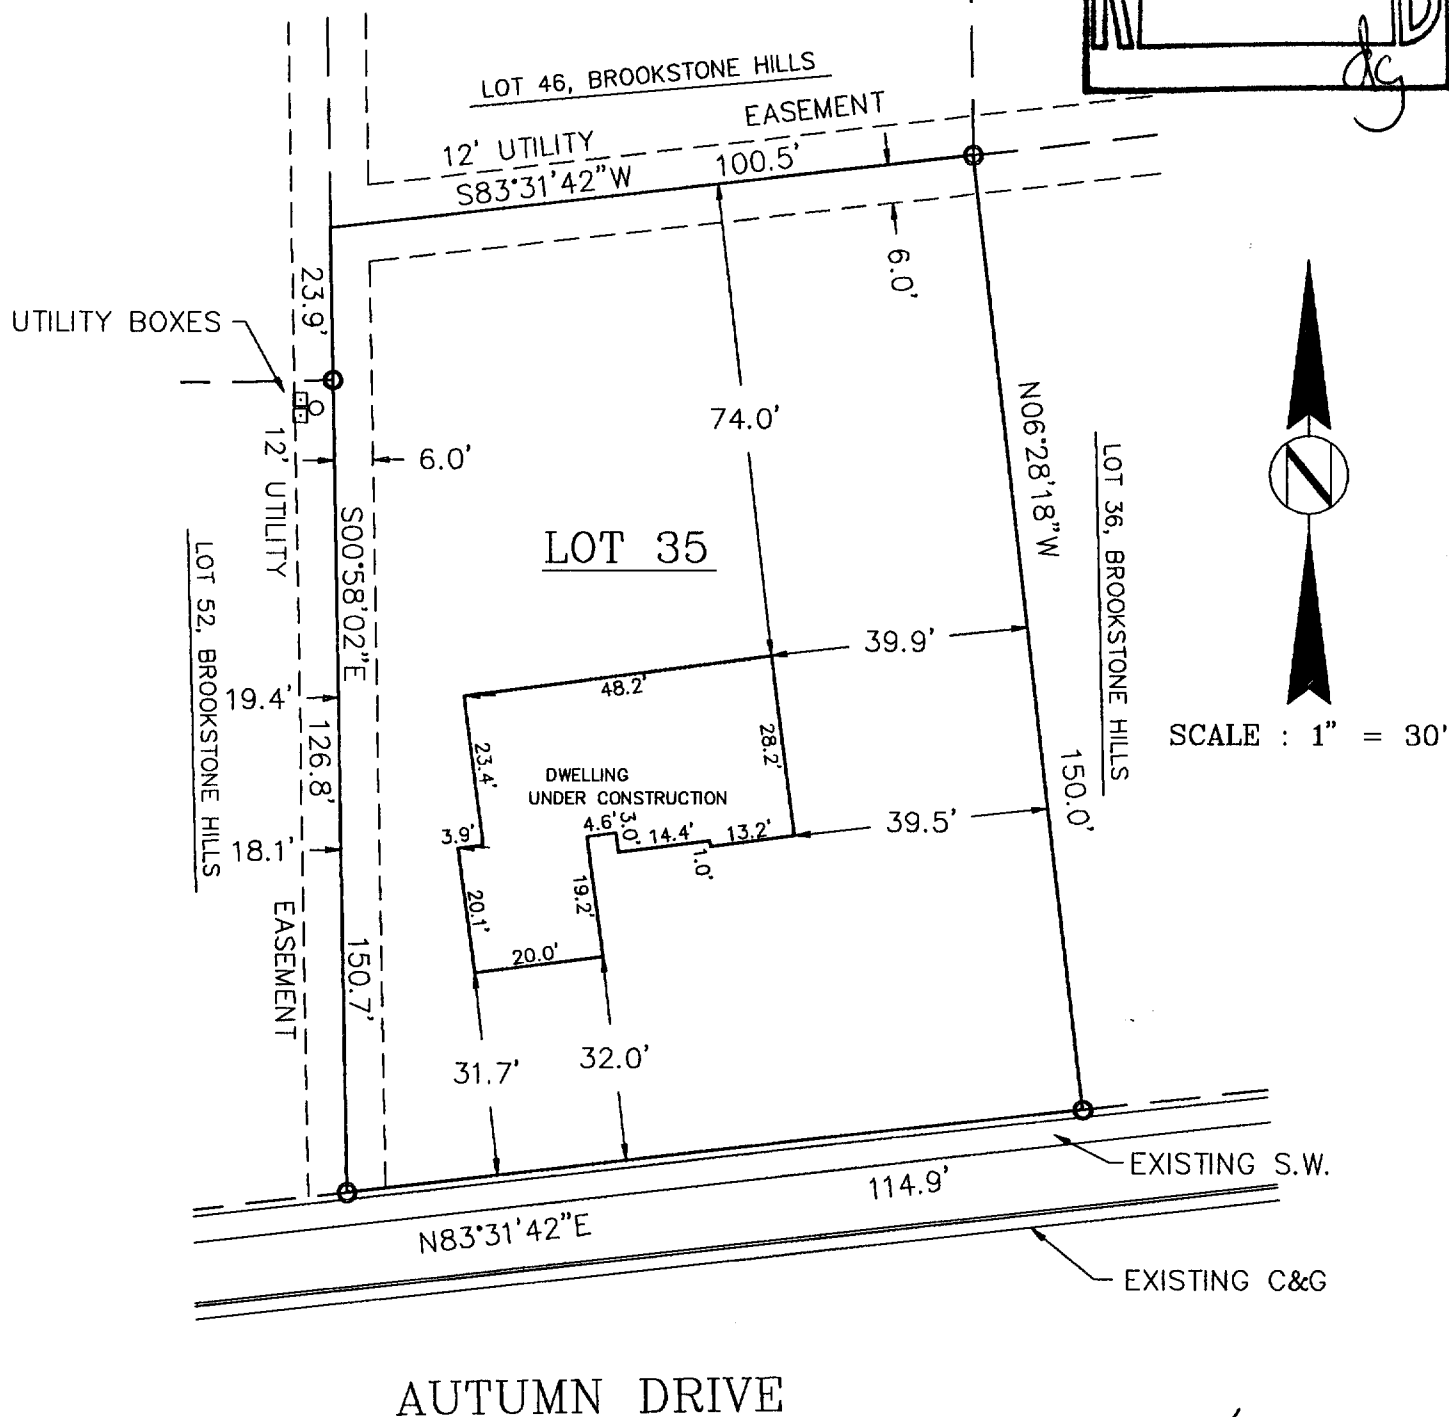 LOT 46, BROOKSTONE HILLS
12' UTILITY EASEMENT
S83°31'42"W 100.5'
6.0'
23.9'
UTILITY BOXES
12' UTILITY EASEMENT
6.0'
74.0'
N06°28'18"W
150.0'
LOT 36, BROOKSTONE HILLS
N
SCALE : 1" = 30'
LOT 35
S00°58'02"E
150.7'
LOT 52, BROOKSTONE HILLS
19.4'
126.8'
18.1'
39.9'
48.2'
23.4'
28.2'
DWELLING
UNDER CONSTRUCTION
3.9'
4.6'
3.0'
14.4'
1.0'
13.2'
39.5'
20.1'
19.2'
20.0'
31.7'
32.0'
EXISTING S.W.
114.9'
N83°31'42"E
EXISTING C&G
AUTUMN DRIVE